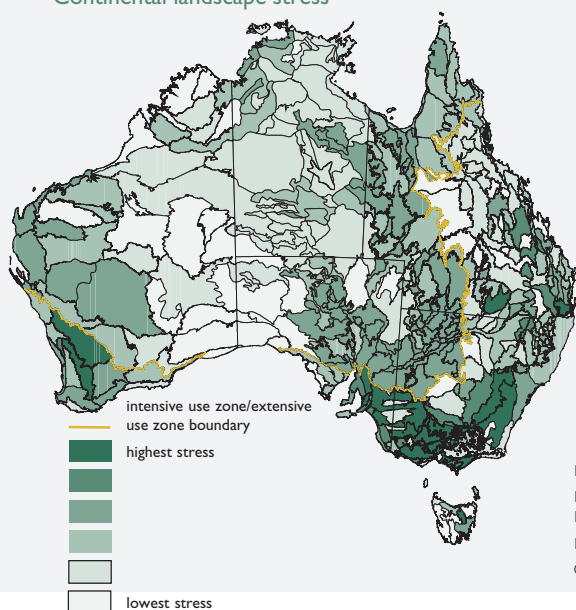 Continental landscape stress
intensive use zone/extensive
use zone boundary
highest stress
lowest stress